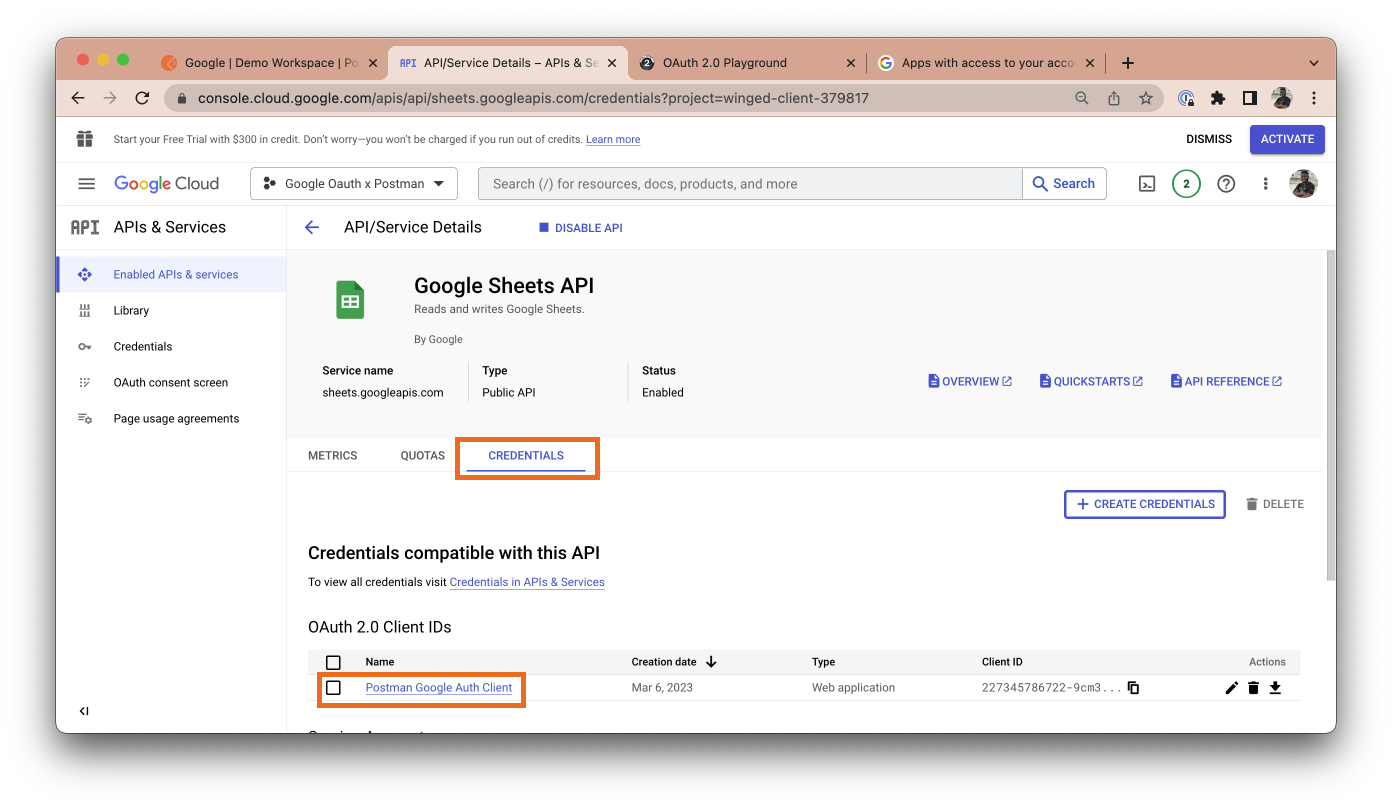 Google | Demo Workspace | Po
API API/Service Details – APIs & Se
2 OAuth 2.0 Playground
G Apps with access to your acco
console.cloud.google.com/apis/api/sheets.googleapis.com/credentials?project=winged-client-379817
Start your Free Trial with $300 in credit. Don't worry—you won't be charged if you run out of credits. Learn more
DISMISS
ACTIVATE
Google Cloud
Google Oauth x Postman
Search (/) for resources, docs, products, and more
Search
2
API APIs & Services
API/Service Details
DISABLE API
Enabled APIs & services
Library
Credentials
OAuth consent screen
Page usage agreements
Google Sheets API
Reads and writes Google Sheets.
By Google
Service name Type Status
sheets.googleapis.com Public API Enabled
OVERVIEW QUICKSTARTS API REFERENCE
METRICS QUOTAS CREDENTIALS
+ CREATE CREDENTIALS DELETE
Credentials compatible with this API
To view all credentials visit Credentials in APIs & Services
OAuth 2.0 Client IDs
Name Creation date Type Client ID Actions
Postman Google Auth Client Mar 6, 2023 Web application 227345786722-9cm3...